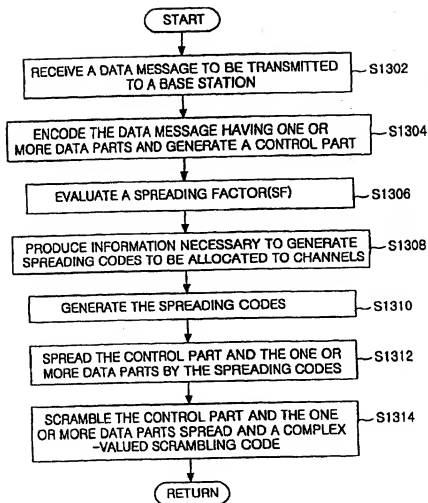 START
RECEIVE A DATA MESSAGE TO BE TRANSMITTED
TO A BASE STATION
S1302
ENCODE THE DATA MESSAGE HAVING ONE OR
MORE DATA PARTS AND GENERATE A CONTROL PART
S1304
EVALUATE A SPREADING FACTOR(SF)
S1306
PRODUCE INFORMATION NECESSARY TO GENERATE
SPREADING CODES TO BE ALLOCATED TO CHANNELS
S1308
GENERATE THE SPREADING CODES
S1310
SPREAD THE CONTROL PART AND THE ONE OR
MORE DATA PARTS BY THE SPREADING CODES
S1312
SCRAMBLE THE CONTROL PART AND THE ONE
OR MORE DATA PARTS SPREAD AND A COMPLEX
-VALUED SCRAMBLING CODE
S1314
RETURN